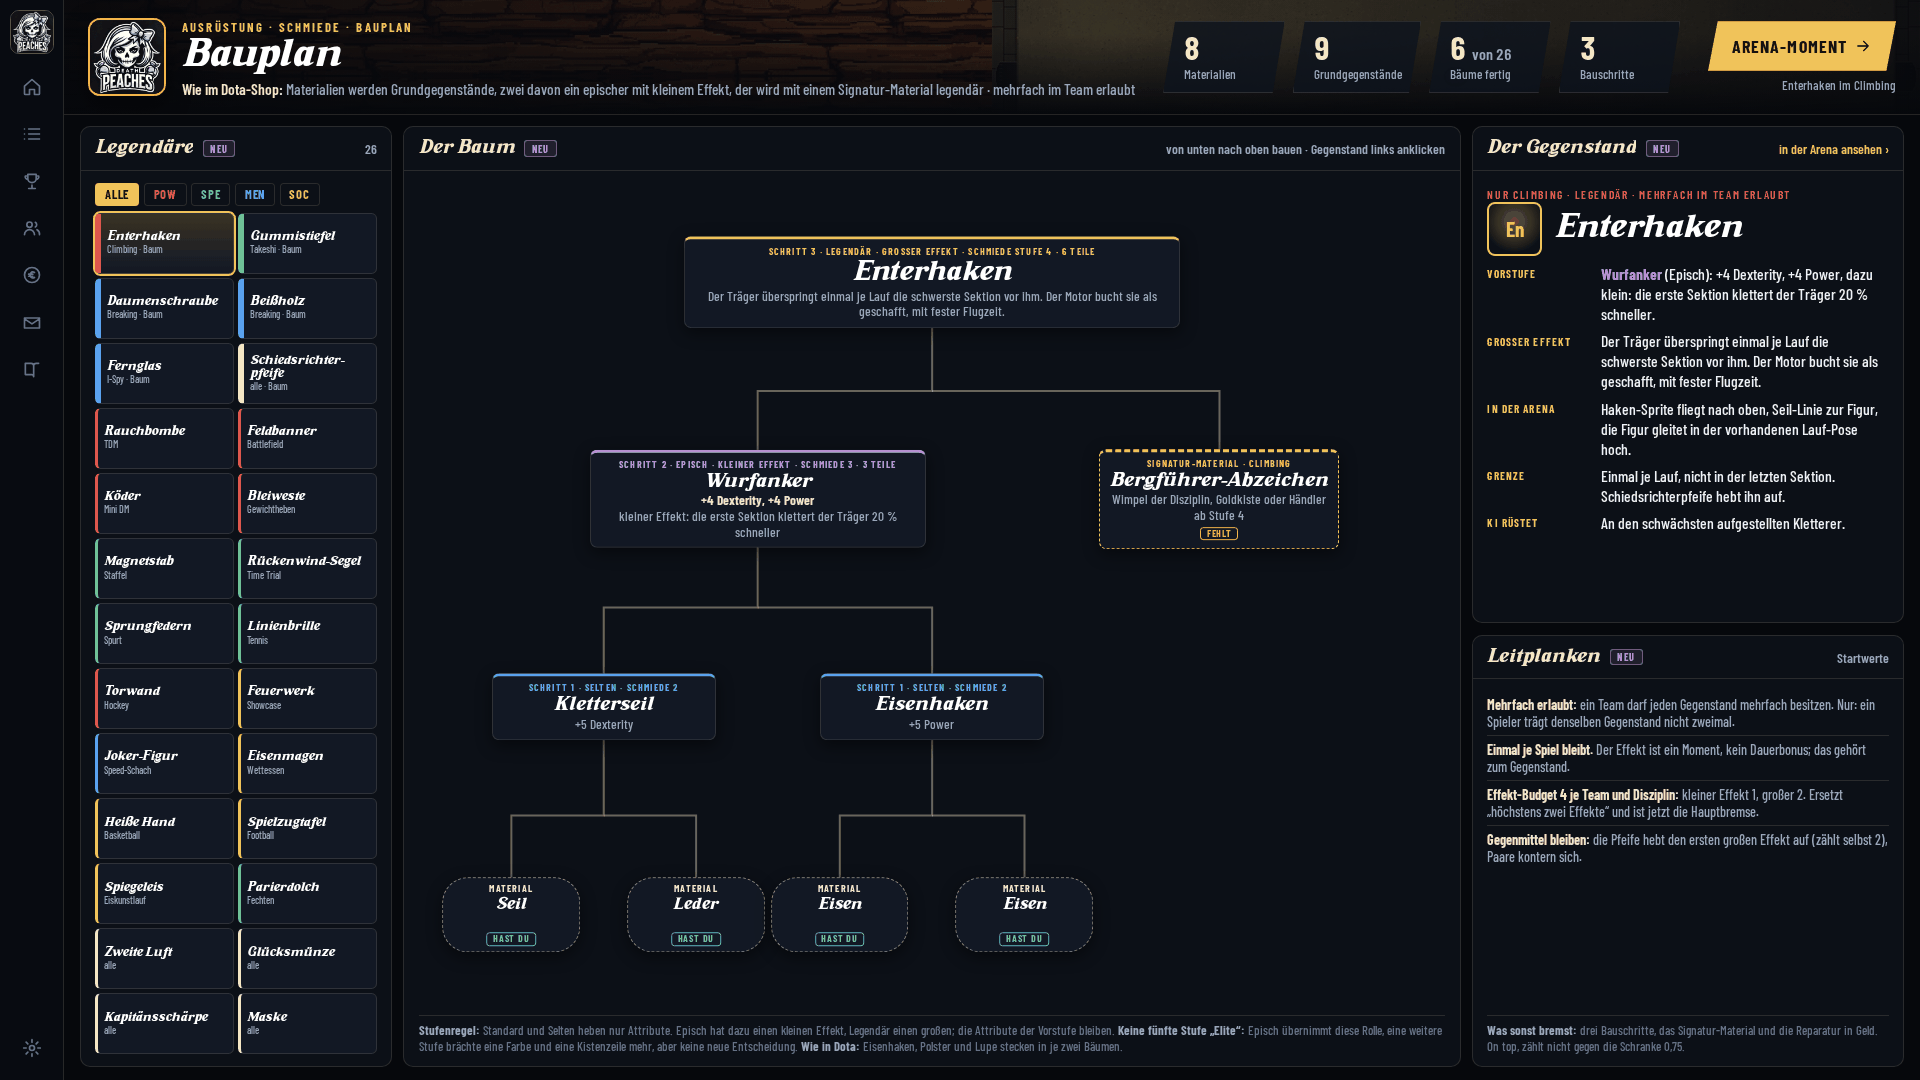 AUSRÜSTUNG · SCHMIEDE · BAUPLAN
Bauplan
Wie im Dota-Shop: Materialien werden Grundgegenstände, zwei davon ein epischer mit kleinem Effekt, der wird mit einem Signatur-Material legendär · mehrfach im Team erlaubt
8
Materialien
9
Grundgegenstände
6 von 26
Bäume fertig
3
Bauschritte
ARENA-MOMENT →
Enterhaken im Climbing
PEACHES
PEACHES
Legendäre NEU 26
ALLE POW SPE MEN SOC
Enterhaken
Climbing · Baum
Gummistiefel
Takeshi · Baum
Daumenschraube
Breaking · Baum
Beißholz
Breaking · Baum
Fernglas
I-Spy · Baum
Schiedsrichter-
pfeife
alle · Baum
Rauchbombe
TDM
Feldbanner
Battlefield
Köder
Mini DM
Bleiweste
Gewichtheben
Magnetstab
Staffel
Rückenwind-Segel
Time Trial
Sprungfedern
Spurt
Linienbrille
Tennis
Torwand
Hockey
Feuerwerk
Showcase
Joker-Figur
Speed-Schach
Eisenmagen
Wettessen
Heiße Hand
Basketball
Spielzugtafel
Football
Spiegeleis
Eiskunstlauf
Parierdolch
Fechten
Zweite Luft
alle
Glücksmünze
alle
Kapitänsschärpe
alle
Maske
alle
Der Baum NEU
von unten nach oben bauen · Gegenstand links anklicken
SCHRITT 3 · LEGENDÄR · GROSSER EFFEKT · SCHMIEDE STUFE 4 · 6 TEILE
Enterhaken
Der Träger überspringt einmal je Lauf die schwerste Sektion vor ihm. Der Motor bucht sie als
geschafft, mit fester Flugzeit.
SCHRITT 2 · EPISCH · KLEINER EFFEKT · SCHMIEDE 3 · 3 TEILE
Wurfanker
+4 Dexterity, +4 Power
kleiner Effekt: die erste Sektion klettert der Träger 20 %
schneller
SIGNATUR-MATERIAL · CLIMBING
Bergführer-Abzeichen
Wimpel der Disziplin, Goldkiste oder Händler
ab Stufe 4
FEHLT
SCHRITT 1 · SELTEN · SCHMIEDE 2
Kletterseil
+5 Dexterity
SCHRITT 1 · SELTEN · SCHMIEDE 2
Eisenhaken
+5 Power
MATERIAL
Seil
HAST DU
MATERIAL
Leder
HAST DU
MATERIAL
Eisen
HAST DU
MATERIAL
Eisen
HAST DU
Stufenregel: Standard und Selten heben nur Attribute. Episch hat dazu einen kleinen Effekt, Legendär einen großen; die Attribute der Vorstufe bleiben. Keine fünfte Stufe „Elite“: Episch übernimmt diese Rolle, eine weitere
Stufe brächte eine Farbe und eine Kistenzeile mehr, aber keine neue Entscheidung. Wie in Dota: Eisenhaken, Polster und Lupe stecken in je zwei Bäumen.
Der Gegenstand NEU
in der Arena ansehen ›
NUR CLIMBING · LEGENDÄR · MEHRFACH IM TEAM ERLAUBT
En
Enterhaken
VORSTUFE
Wurfanker (Episch): +4 Dexterity, +4 Power, dazu
klein: die erste Sektion klettert der Träger 20 %
schneller.
GROSSER EFFEKT
Der Träger überspringt einmal je Lauf die
schwerste Sektion vor ihm. Der Motor bucht sie als
geschafft, mit fester Flugzeit.
IN DER ARENA
Haken-Sprite fliegt nach oben, Seil-Linie zur Figur,
die Figur gleitet in der vorhandenen Lauf-Pose
hoch.
GRENZE
Einmal je Lauf, nicht in der letzten Sektion.
Schiedsrichterpfeife hebt ihn auf.
KI RÜSTET
An den schwächsten aufgestellten Kletterer.
Leitplanken NEU
Startwerte
Mehrfach erlaubt: ein Team darf jeden Gegenstand mehrfach besitzen. Nur: ein
Spieler trägt denselben Gegenstand nicht zweimal.
Einmal je Spiel bleibt. Der Effekt ist ein Moment, kein Dauerbonus; das gehört
zum Gegenstand.
Effekt-Budget 4 je Team und Disziplin: kleiner Effekt 1, großer 2. Ersetzt
„höchstens zwei Effekte“ und ist jetzt die Hauptbremse.
Gegenmittel bleiben: die Pfeife hebt den ersten großen Effekt auf (zählt selbst 2),
Paare kontern sich.
Was sonst bremst: drei Bauschritte, das Signatur-Material und die Reparatur in Geld.
On top, zählt nicht gegen die Schranke 0,75.